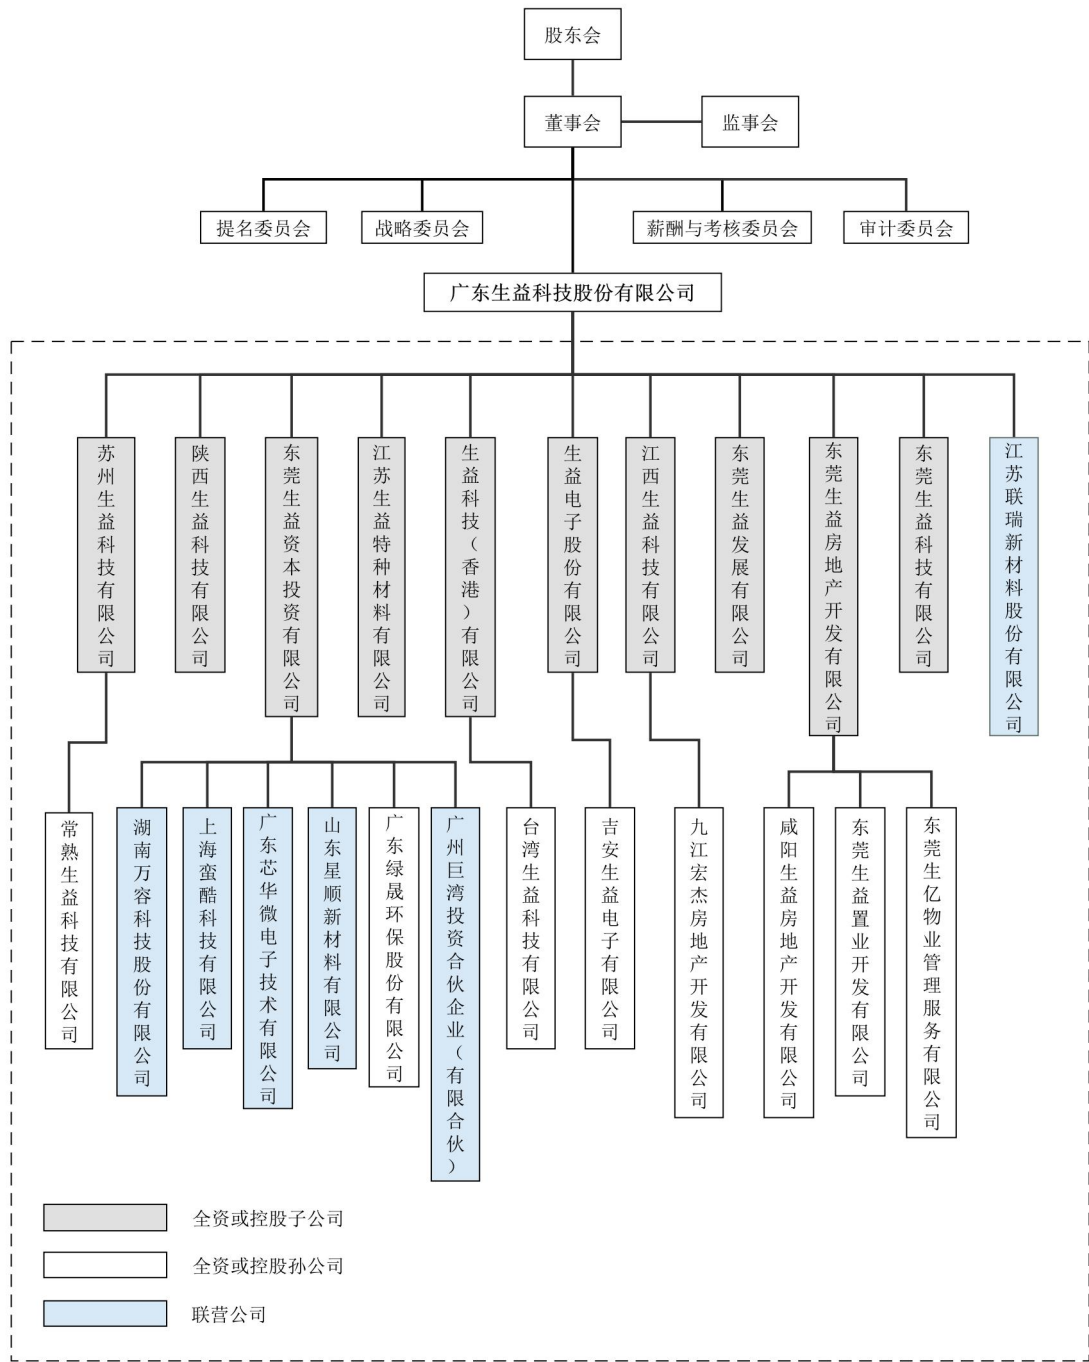 股东会
董事会
监事会
提名委员会
战略委员会
薪酬与考核委员会
审计委员会
广东生益科技股份有限公司
苏州生益科技有限公司
陕西生益科技有限公司
东莞生益资本投资有限公司
江苏生益特种材料有限公司
生益科技（香港）有限公司
生益电子股份有限公司
江西生益科技有限公司
东莞生益发展有限公司
东莞生益房地产开发有限公司
东莞生益科技有限公司
江苏联瑞新材料股份有限公司
常熟生益科技有限公司
湖南万容科技股份有限公司
上海蛮酷科技有限公司
广东芯华微电子技术有限公司
山东星顺新材料有限公司
广东绿晟环保股份有限公司
广州巨湾投资合伙企业（有限合伙）
台湾生益科技有限公司
吉安生益电子有限公司
九江宏杰房地产开发有限公司
咸阳生益房地产开发有限公司
东莞生益置业开发有限公司
东莞生亿物业管理服务有限公司
全资或控股子公司
全资或控股孙公司
联营公司